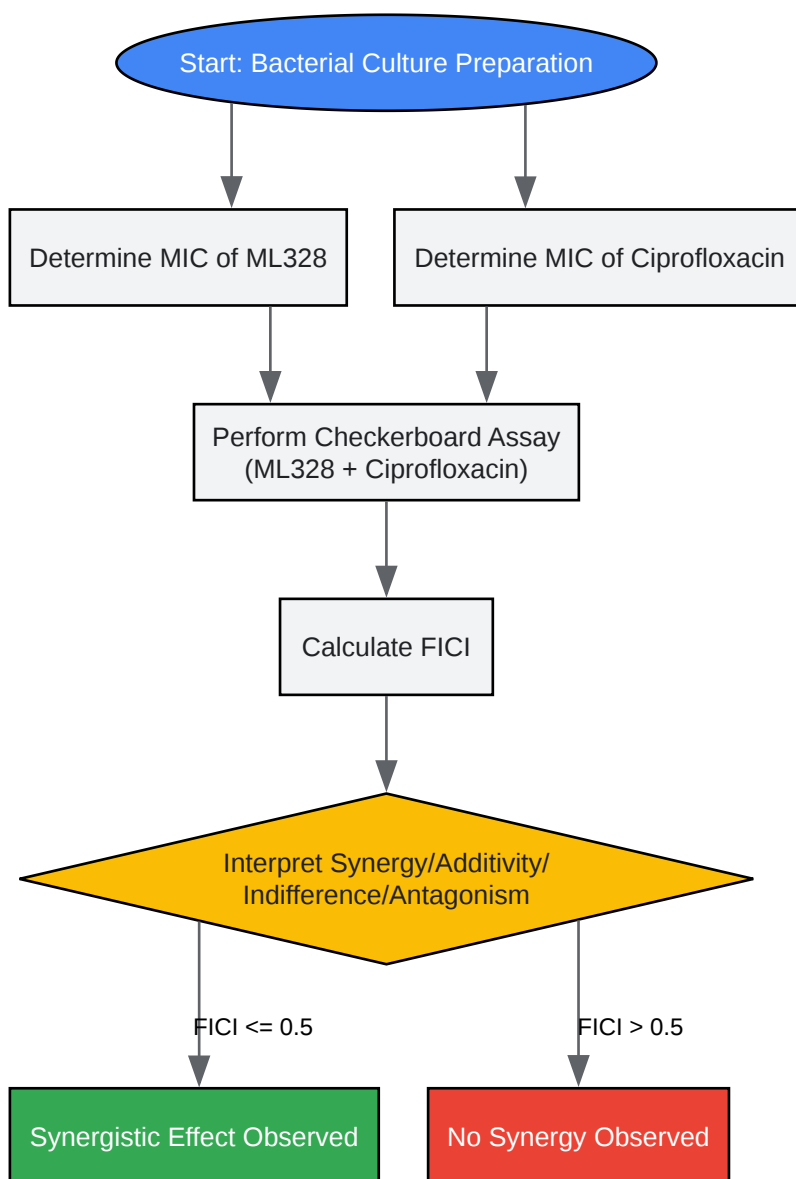 Start: Bacterial Culture Preparation
Determine MIC of ML328
Determine MIC of Ciprofloxacin
Perform Checkerboard Assay
(ML328 + Ciprofloxacin)
Calculate FICI
Interpret Synergy/Additivity/
Indifference/Antagonism
FICI <= 0.5
FICI > 0.5
Synergistic Effect Observed
No Synergy Observed